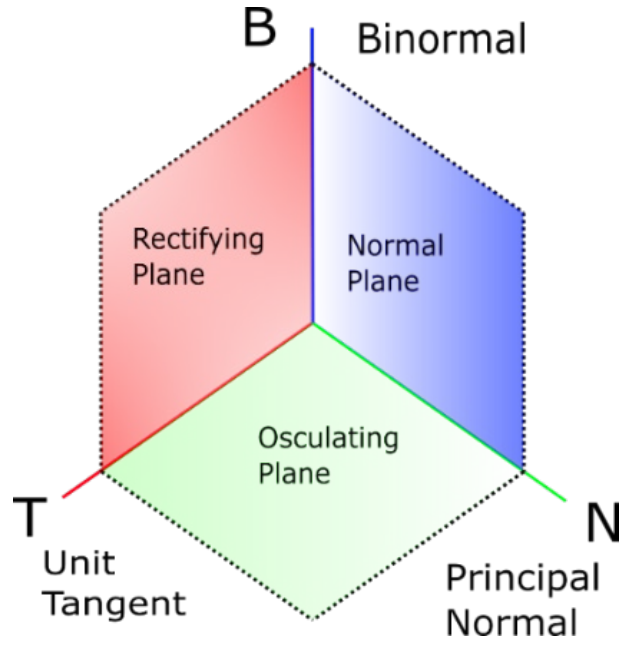 B
Binormal
Rectifying
Plane
Normal
Plane
Osculating
Plane
T
Unit
Tangent
N
Principal
Normal